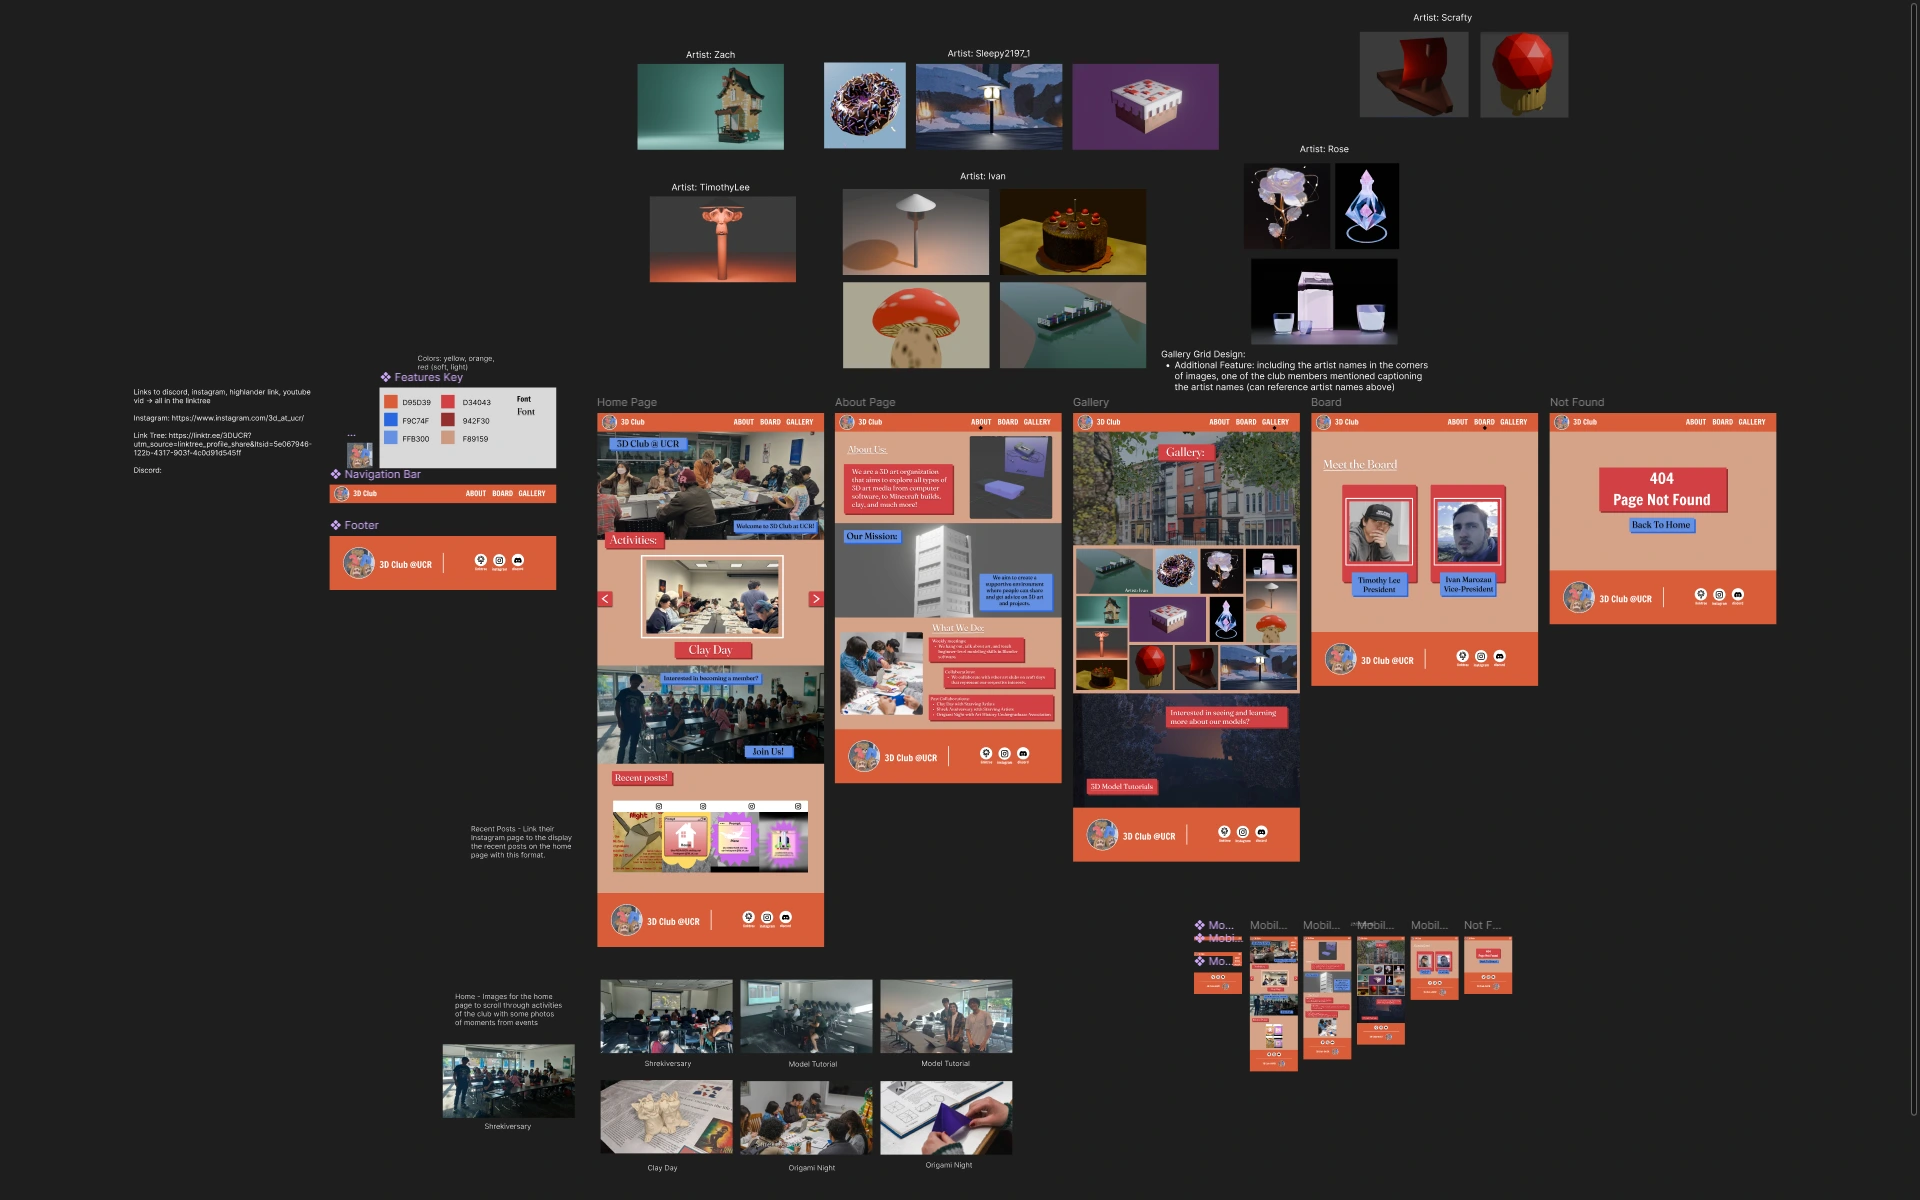 Artist: Scrafty
Artist: Zach
Artist: Sleepy2197_1
Artist: Rose
Artist: Ivan
Artist: TimothyLee
Gallery Grid Design:
• Additional Feature: including the artist names in the corners
of images, one of the club members mentioned captioning
the artist names (can reference artist names above)
Colors: yellow, orange,
red (soft, light)
Features Key
D95D39
D34043
F9C74F
942F30
FFB300
F89159
Font
Font
Links to discord, instagram, highlander link, youtube
vid → all in the linktree
Instagram: https://www.instagram.com/3d_at_ucr/
Link Tree: https://linktr.ee/3DUCR?
utm_source=linktree_profile_share&ltsid=5e067946-
122b-4317-903f-4c0d91d545ff
Discord:
...
Navigation Bar
3D Club
ABOUT BOARD GALLERY
Footer
3D Club @UCR
Home Page
3D Club
ABOUT BOARD GALLERY
3D Club @ UCR
Welcome to 3D Club at UCR!
Activities:
<
>
Clay Day
Interested in becoming a member?
Join Us!
Recent posts!
Night
3D Club @UCR
About Page
3D Club
ABOUT BOARD GALLERY
About Us:
We are a 3D art organization
that aims to explore all types of
3D art media from computer
software, to Minecraft builds,
clay, and much more!
Our Mission:
We aim to create a
supportive environment
where people can share
and get advice on 3D art
and projects.
What We Do:
Weekly meetings
Collaborations
Past Collaborations:
• Clay Day with Starving Artists
3D Club @UCR
Gallery
3D Club
ABOUT BOARD GALLERY
Gallery:
Artist: Ivan
Interested in seeing and learning
more about our models?
3D Model Tutorials
3D Club @UCR
Board
3D Club
ABOUT BOARD GALLERY
Meet the Board
Timothy Lee
President
Ivan Marozau
Vice-President
3D Club @UCR
Not Found
3D Club
ABOUT BOARD GALLERY
404
Page Not Found
Back To Home
3D Club @UCR
Recent Posts - Link their
Instagram page to the display
the recent posts on the home
page with this format.
Mo...
Mobi...
Mo...
Mobil...
Mobil...
Mobil...
Mobil...
Not F...
Home - Images for the home
page to scroll through activities
of the club with some photos
of moments from events
Shrekiversary
Shrekiversary
Model Tutorial
Model Tutorial
Clay Day
Origami Night
Origami Night